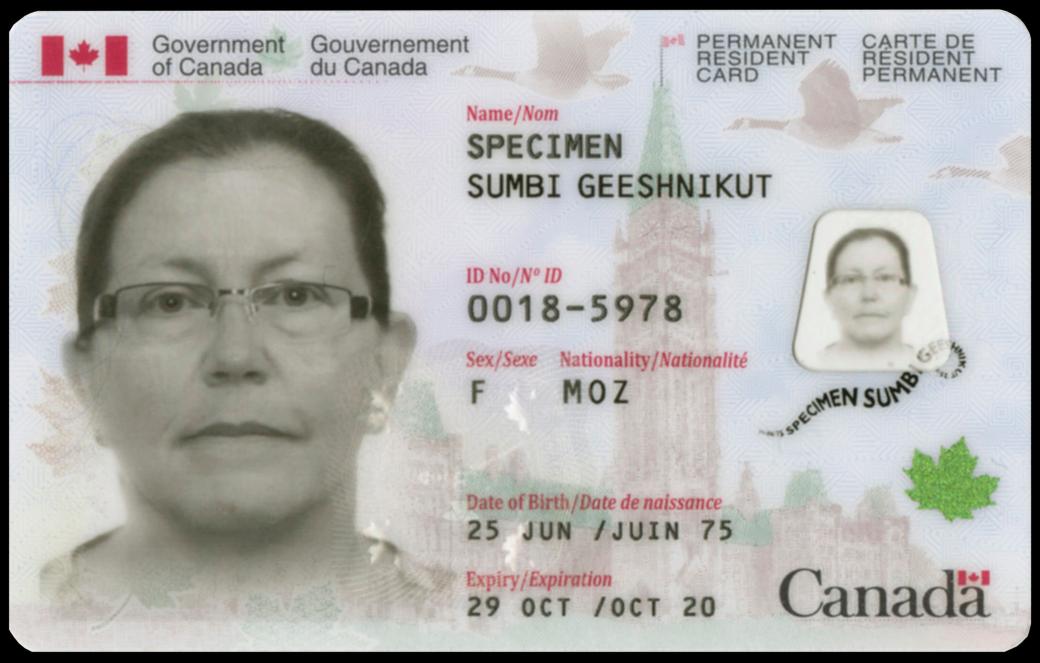 Government of Canada
Gouvernement du Canada
PERMANENT RESIDENT CARD
CARTE DE RÉSIDENT PERMANENT
Name/Nom
SPECIMEN
SUMBI GEESHNIKUT
ID No/Nº ID
0018-5978
Sex/Sexe Nationality/Nationalité
F MOZ
SPECIMEN SUMBI GEESHNIKUT
Date of Birth/Date de naissance
25 JUN /JUIN 75
Expiry/Expiration
29 OCT /OCT 20
Canada